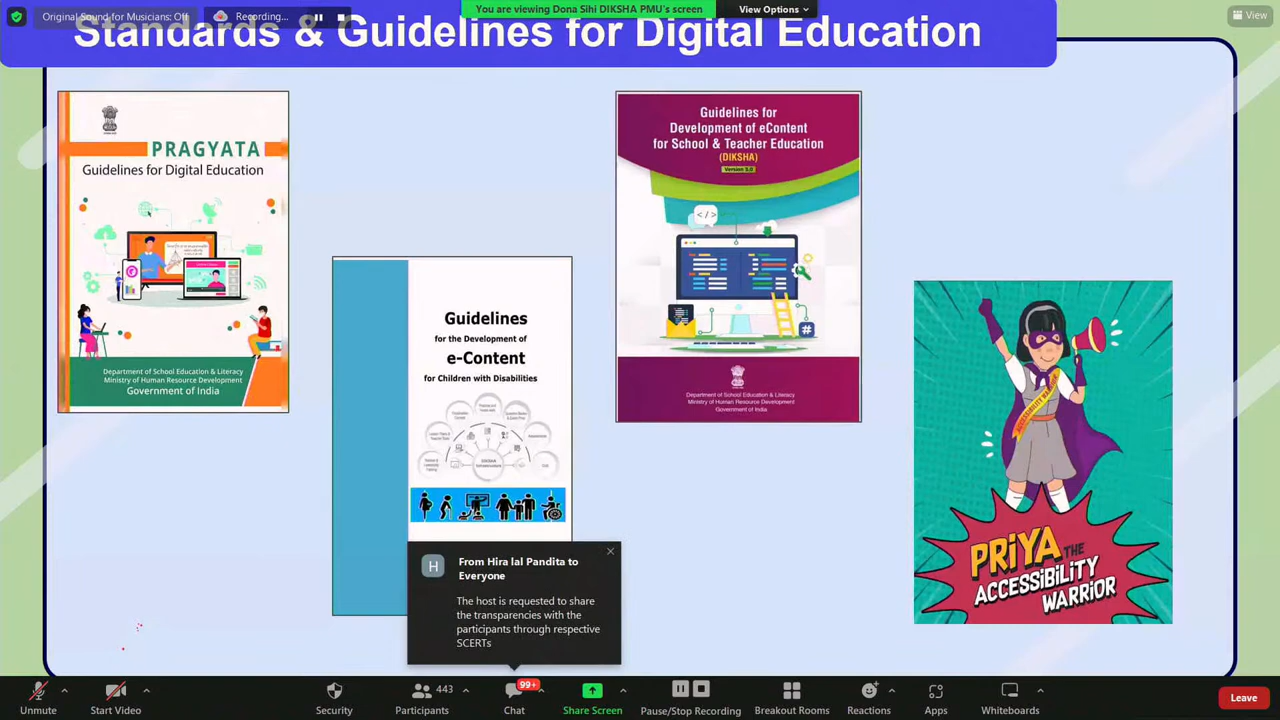 Original Sound for Musicians: Off
Recording...
You are viewing Dona Sihi DIKSHA PMU's screen
View Options
View
Standards & Guidelines for Digital Education
PRAGYATA
Guidelines for Digital Education
Department of School Education & Literacy
Ministry of Human Resource Development
Government of India
Guidelines
for the Development of
e-Content
for Children with Disabilities
Guidelines for
Development of eContent
for School & Teacher Education
(DIKSHA)
Version 3.0
</>
#
Department of School Education & Literacy
Ministry of Human Resource Development
Government of India
PRIYA THE
ACCESSIBILITY
WARRIOR
H
From Hira lal Pandita to
Everyone
The host is requested to share
the transparencies with the
participants through respective
SCERTs
Unmute
Start Video
Security
443
Participants
99+
Chat
Share Screen
Pause/Stop Recording
Breakout Rooms
Reactions
Apps
Whiteboards
Leave